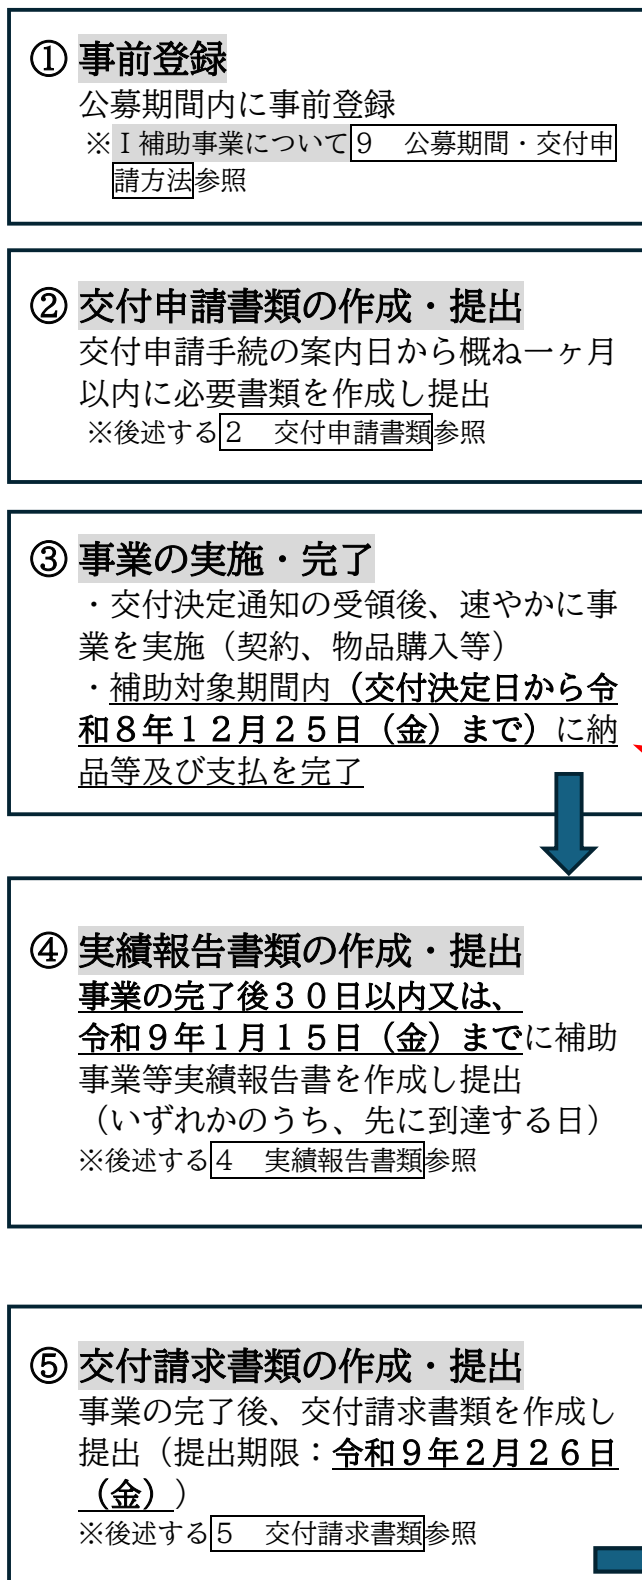 ① 事前登録
公募期間内に事前登録
※Ⅰ補助事業について９　公募期間・交付申
請方法参照
② 交付申請書類の作成・提出
交付申請手続の案内日から概ね一ヶ月
以内に必要書類を作成し提出
※後述する２　交付申請書類参照
③ 事業の実施・完了
・交付決定通知の受領後、速やかに事
業を実施（契約、物品購入等）
・補助対象期間内（交付決定日から令
和８年１２月２５日（金）まで）に納
品等及び支払を完了
④ 実績報告書類の作成・提出
事業の完了後３０日以内又は、
令和９年１月１５日（金）までに補助
事業等実績報告書を作成し提出
（いずれかのうち、先に到達する日）
※後述する４　実績報告書類参照
⑤ 交付請求書類の作成・提出
事業の完了後、交付請求書類を作成し
提出（提出期限：令和９年２月２６日
（金））
※後述する５　交付請求書類参照